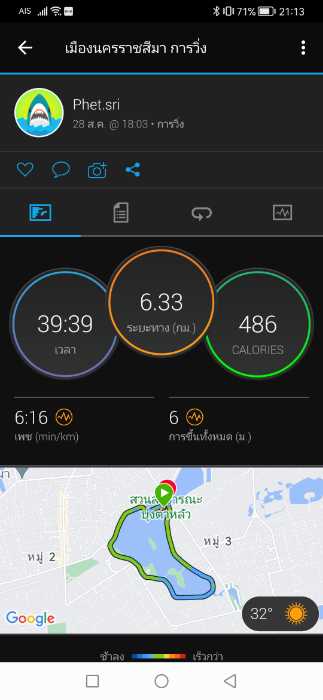 AIS 71% 21:13
เมืองนครราชสีมา การวิ่ง
Phet.sri
28 ส.ค. @ 18:03 • การวิ่ง
39:39
เวลา
6.33
ระยะทาง (กม.)
486
CALORIES
6:16
เพซ (min/km)
6
การขึ้นทั้งหมด (ม.)
สวนสาธารณะ
บุ่งตาหลั่ว
หมู่ 2
หมู่ 3
Google
32°
ช้าลง เร็วกว่า